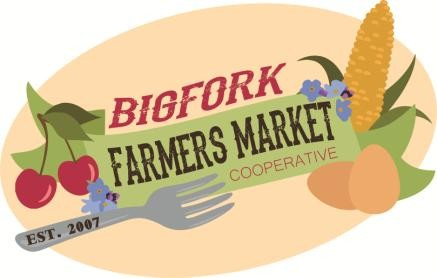 BIGFORK
FARMERS MARKET
COOPERATIVE
EST. 2007